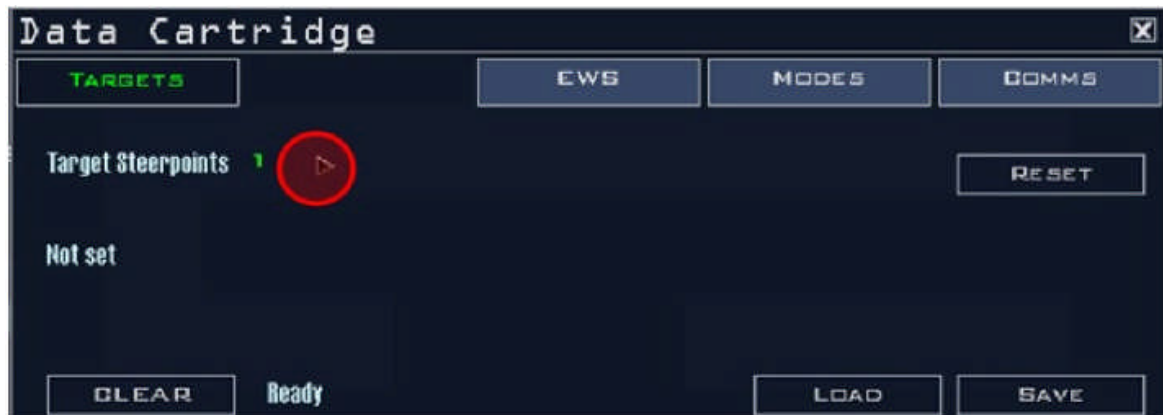 Data Cartridge X
TARGETS EWS MODES COMMS
Target Steerpoints 1
RESET
Not set
CLEAR Ready LOAD SAVE